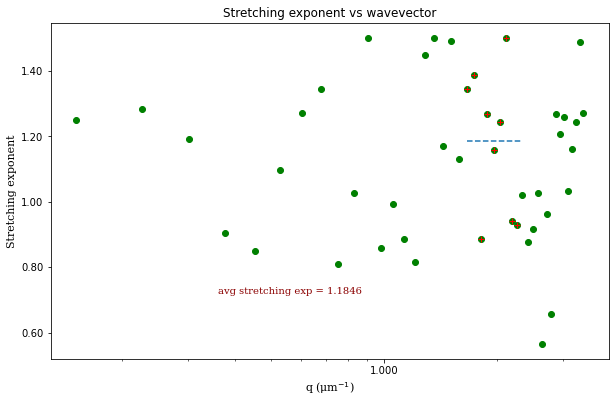 Stretching exponent vs wavevector
Stretching exponent
1.40
1.20
1.00
0.80
0.60
avg stretching exp = 1.1846
1.000
q (μm⁻¹)